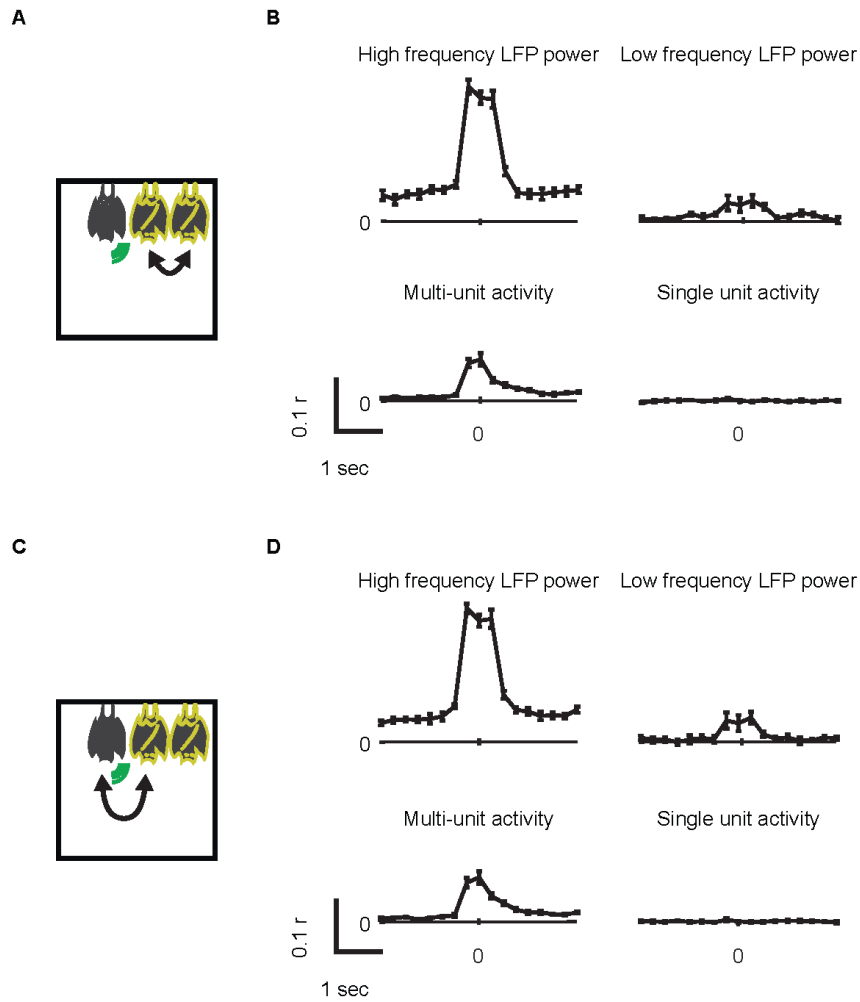 A
B
High frequency LFP power
Low frequency LFP power
0
Multi-unit activity
Single unit activity
0.1 r
0
0
0
1 sec
C
D
High frequency LFP power
Low frequency LFP power
0
Multi-unit activity
Single unit activity
0.1 r
0
0
0
1 sec